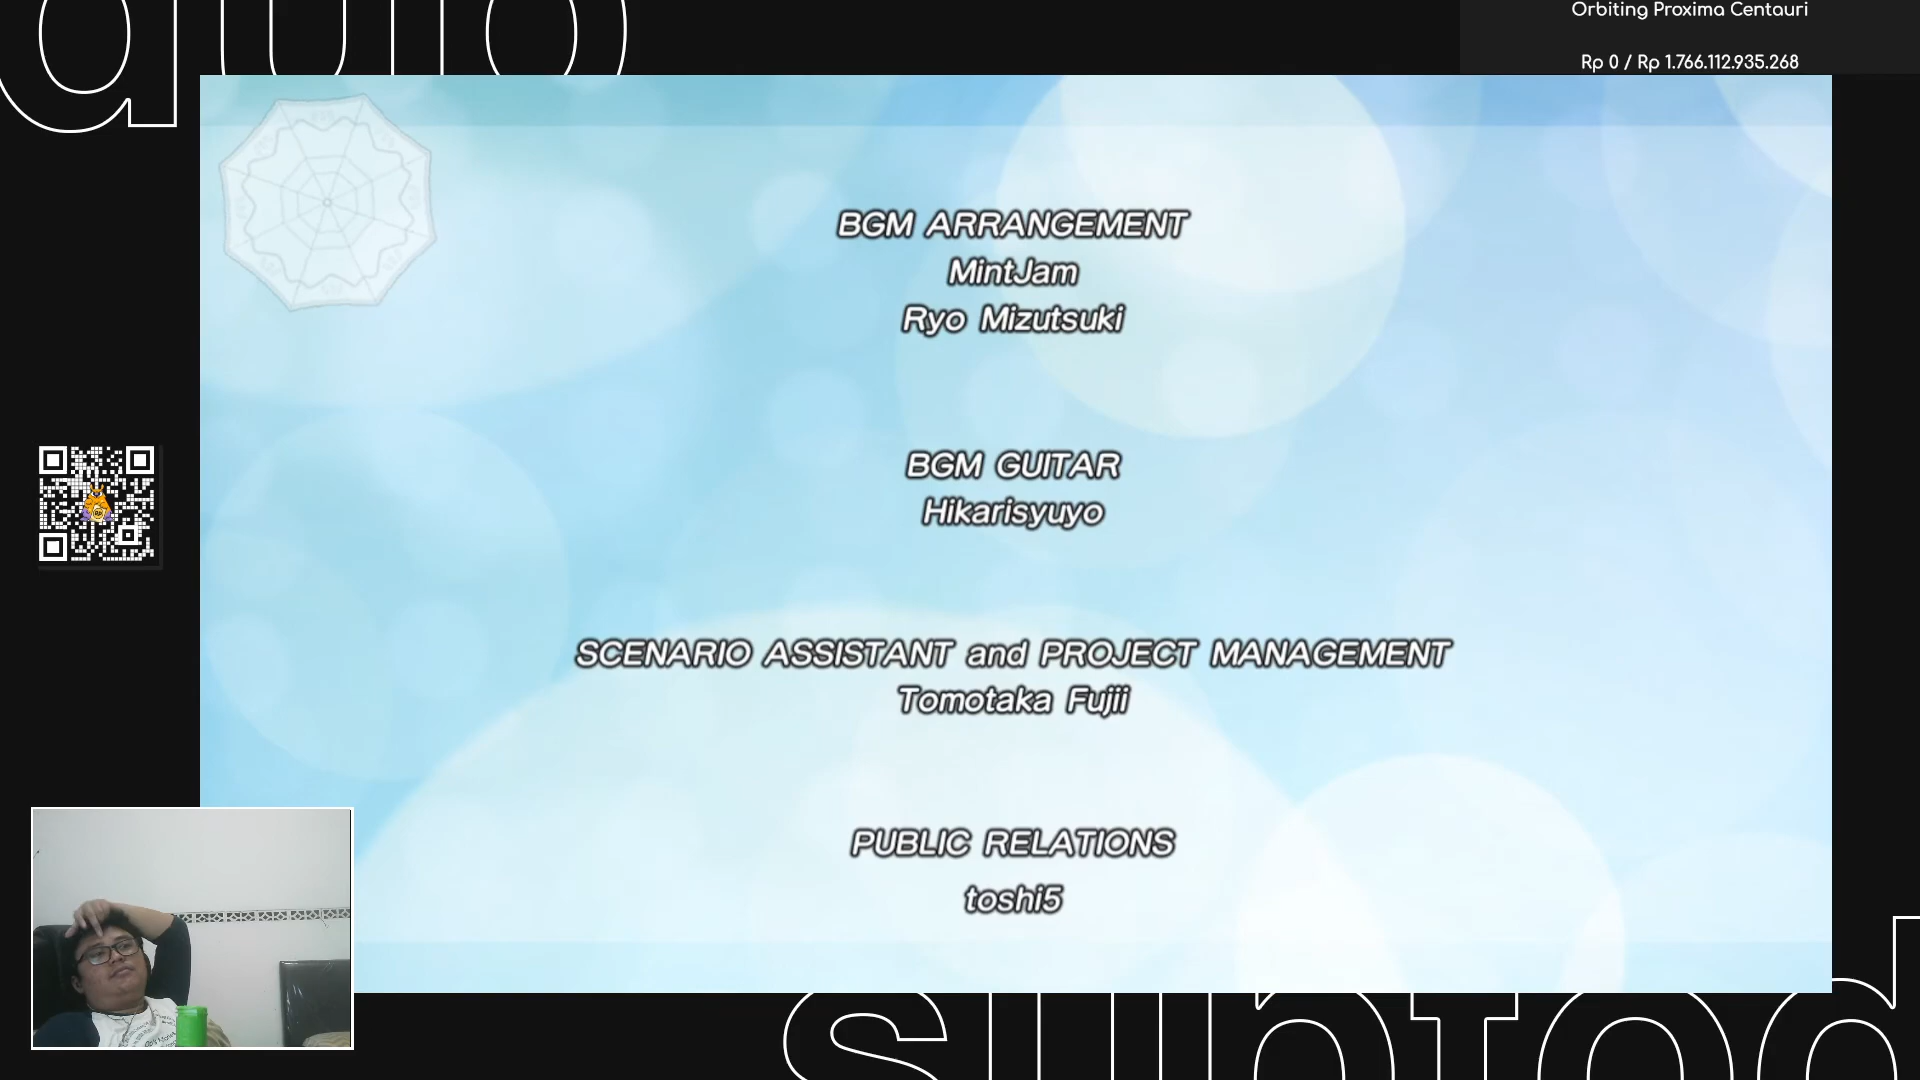 Orbiting Proxima Centauri
Rp 0 / Rp 1.766.112.935.268
BGM ARRANGEMENT
MintJam
Ryo Mizutsuki
BGM GUITAR
Hikarisyuyo
SCENARIO ASSISTANT and PROJECT MANAGEMENT
Tomotaka Fujii
PUBLIC RELATIONS
toshi5